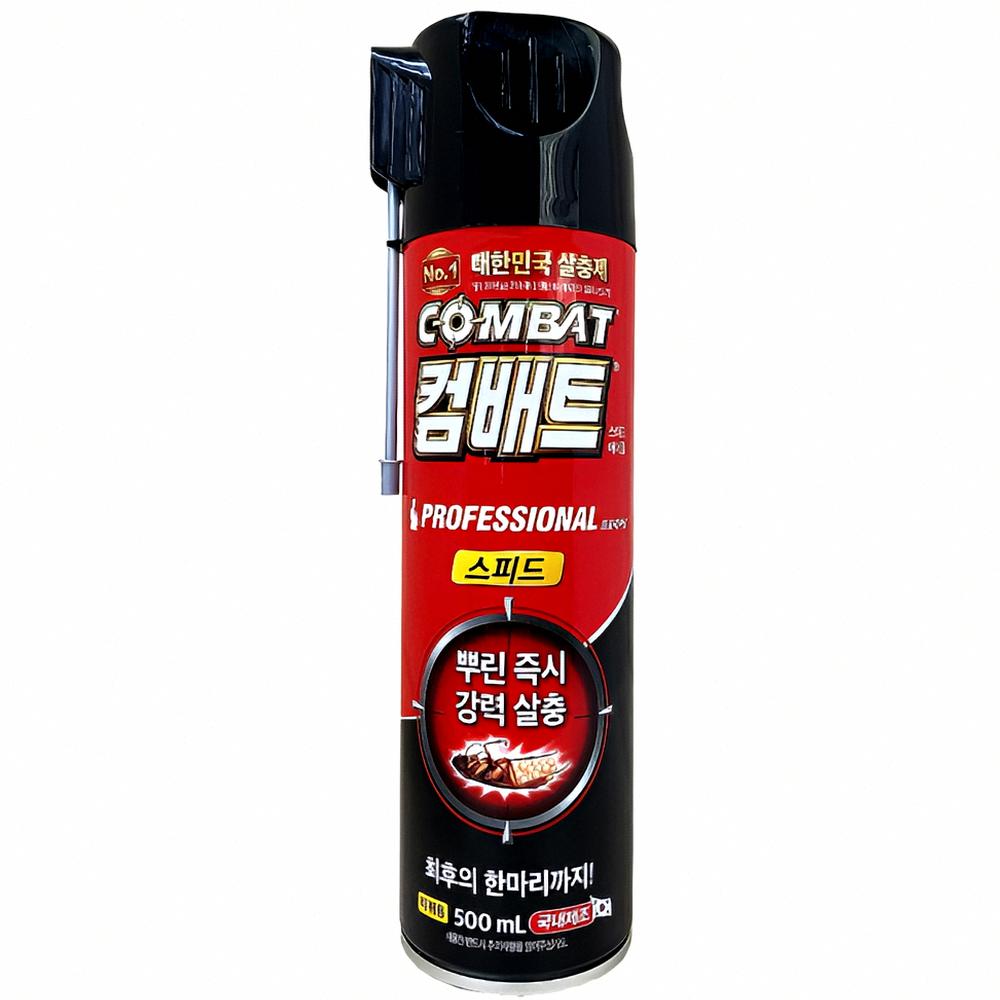 No.1 대한민국 살충제
COMBAT
컴배트
PROFESSIONAL
스피드
뿌린 즉시
강력 살충
최후의 한마리까지!
500 mL 국내제조